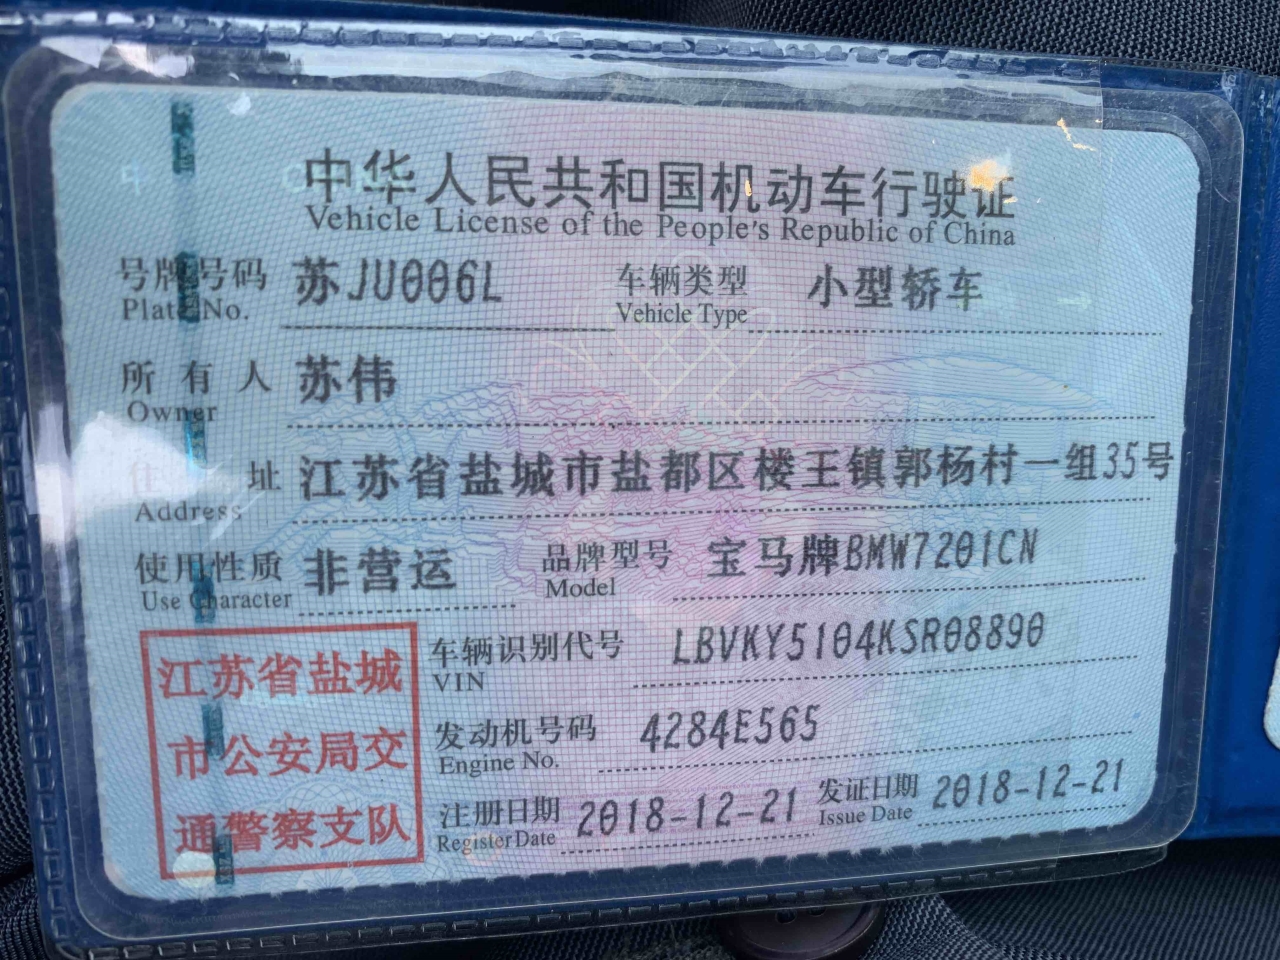 中华人民共和国机动车行驶证
Vehicle License of the People's Republic of China
号牌号码 苏JU006L 车辆类型 小型轿车
Plate No. Vehicle Type
所有人 苏伟
Owner
住址 江苏省盐城市盐都区楼王镇郭杨村一组35号
Address
使用性质 非营运 品牌型号 宝马牌BMW7201CN
Use Character Model
车辆识别代号 LBVKY5104KSR08890
VIN
发动机号码 4284E565
Engine No.
注册日期 2018-12-21 发证日期 2018-12-21
Register Date Issue Date
江苏省盐城
市公安局交
通警察支队